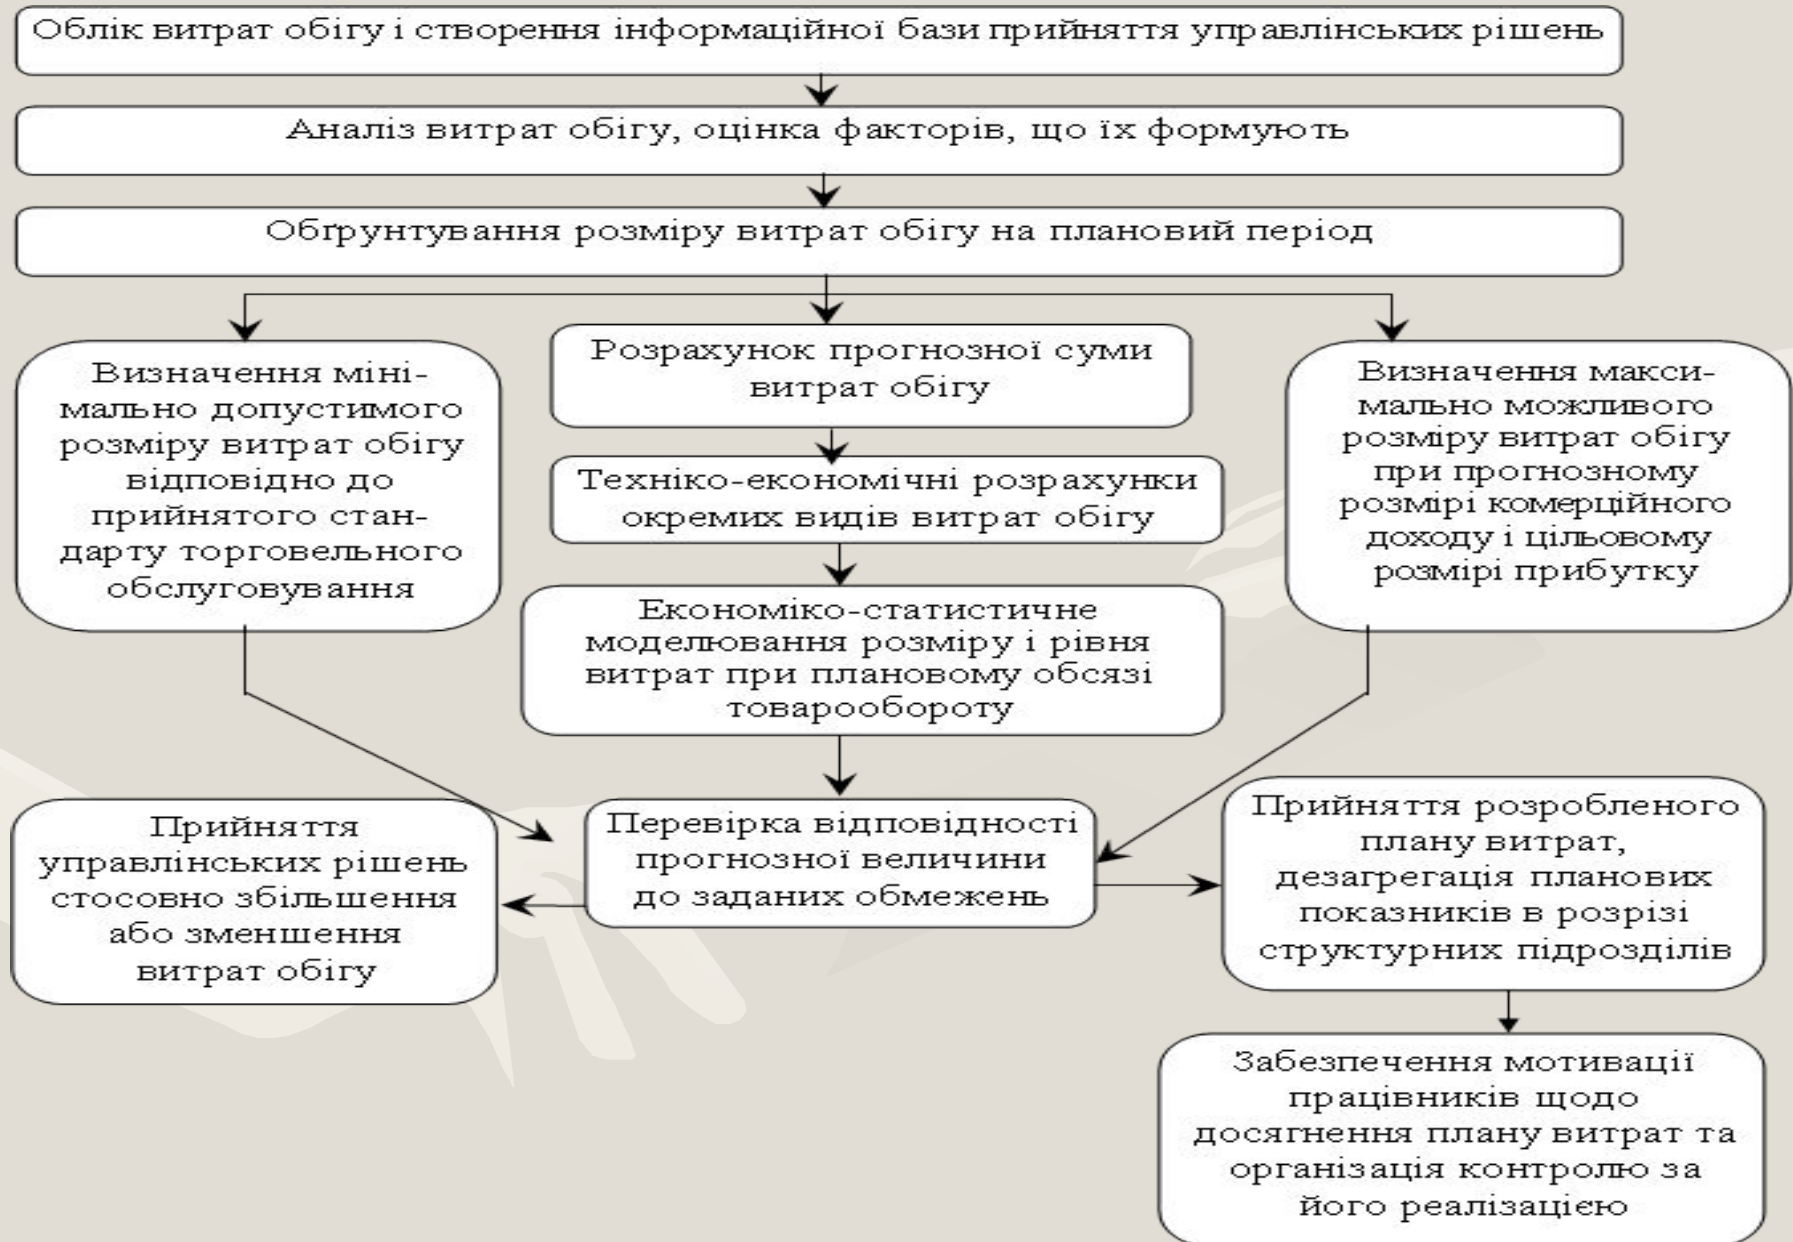 Облік витрат обігу і створення інформаційної бази прийняття управлінських рішень
Аналіз витрат обігу, оцінка факторів, що їх формують
Обґрунтування розміру витрат обігу на плановий період
Визначення міні-
мально допустимого
розміру витрат обігу
відповідно до
прийнятого стан-
дарту торговельного
обслуговування
Розрахунок прогнозної суми
витрат обігу
Техніко-економічні розрахунки
окремих видів витрат обігу
Економіко-статистичне
моделювання розміру і рівня
витрат при плановому обсязі
товарообороту
Визначення макси-
мально можливого
розміру витрат обігу
при прогнозному
розмірі комерційного
доходу і цільовому
розмірі прибутку
Прийняття
управлінських рішень
стосовно збільшення
або зменшення
витрат обігу
Перевірка відповідності
прогнозної величини
до заданих обмежень
Прийняття розробленого
плану витрат,
дезагрегація планових
показників в розрізі
структурних підрозділів
Забезпечення мотивації
працівників щодо
досягнення плану витрат та
організація контролю за
його реалізацією